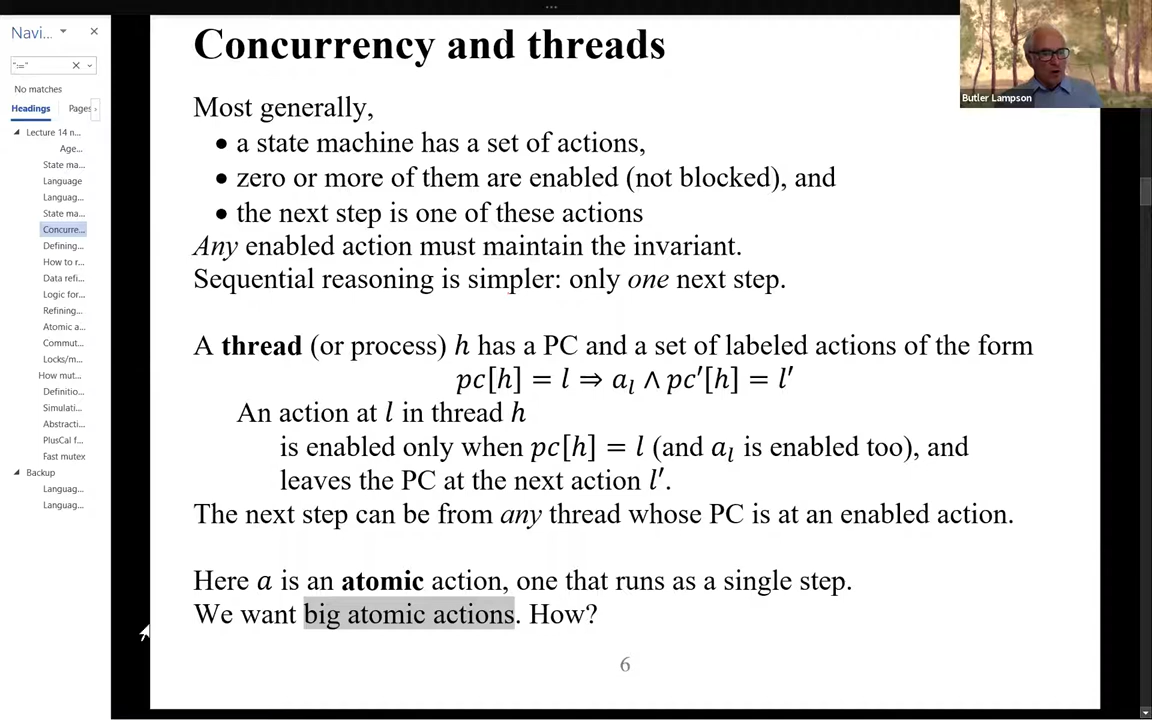 Navi...
":="
No matches
Headings
Pages
Lecture 14 n...
Age...
State ma...
Language
Languag...
State ma...
Concurre...
Defining...
How to r...
Data refi...
Logic for...
Refining...
Atomic a...
Commut...
Locks/m...
How mut...
Definitio...
Simulati...
Abstracti...
PlusCal f...
Fast mutex
Backup
Languag...
Languag...
Concurrency and threads
Most generally,
• a state machine has a set of actions,
• zero or more of them are enabled (not blocked), and
• the next step is one of these actions
Any enabled action must maintain the invariant.
Sequential reasoning is simpler: only one next step.
A thread (or process) h has a PC and a set of labeled actions of the form
pc[h] = l ⇒ aₗ ∧ pc′[h] = l′
An action at l in thread h
is enabled only when pc[h] = l (and aₗ is enabled too), and
leaves the PC at the next action l′.
The next step can be from any thread whose PC is at an enabled action.
Here a is an atomic action, one that runs as a single step.
We want big atomic actions. How?
6
Butler Lampson